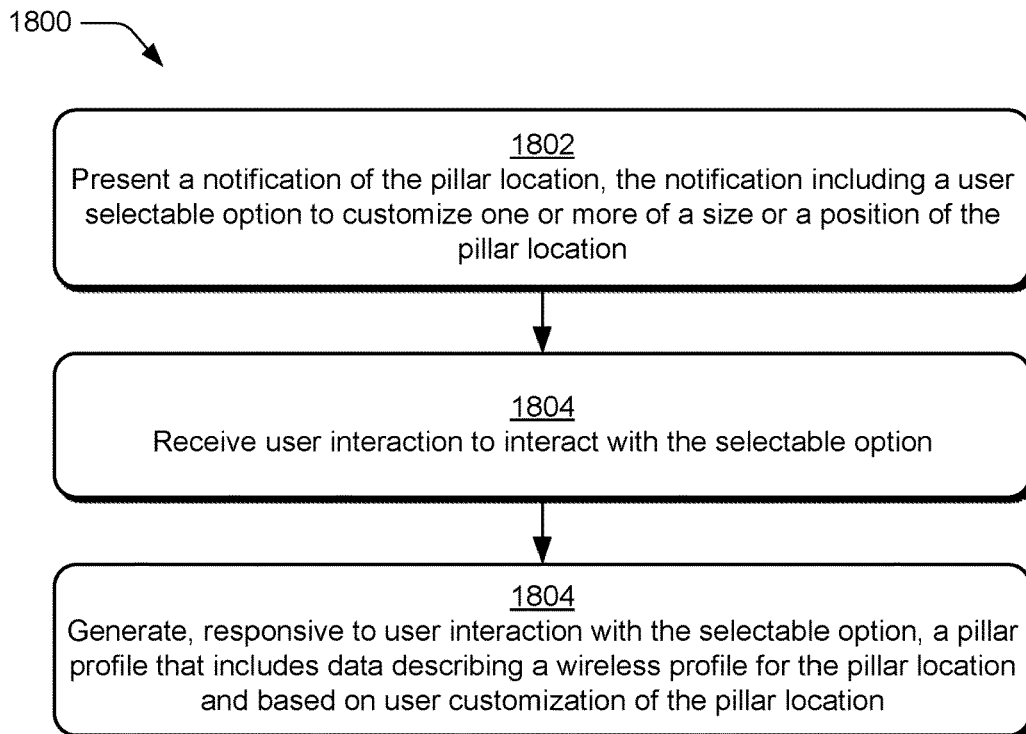 1800
1802
Present a notification of the pillar location, the notification including a user
selectable option to customize one or more of a size or a position of the
pillar location
1804
Receive user interaction to interact with the selectable option
1804
Generate, responsive to user interaction with the selectable option, a pillar
profile that includes data describing a wireless profile for the pillar location
and based on user customization of the pillar location